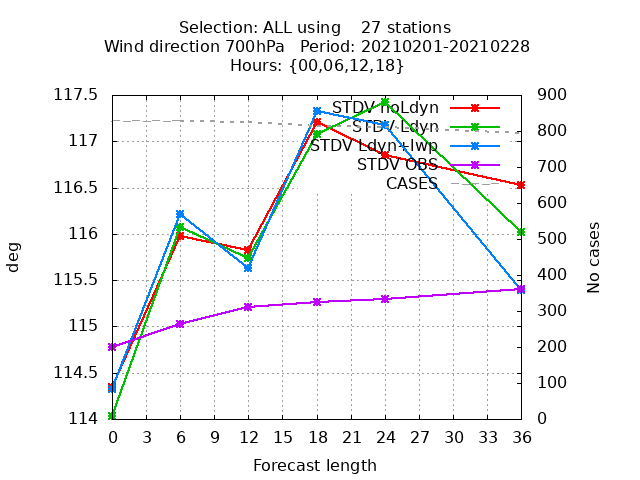 Selection: ALL using    27 stations
Wind direction 700hPa   Period: 20210201-20210228
Hours: {00,06,12,18}
117.5
117
116.5
116
115.5
115
114.5
114
deg
STDV noLdyn
STDV Ldyn
STDV Ldyn+lwp
STDV OBS
CASES
900
800
700
600
500
400
300
200
100
0
No cases
0 3 6 9 12 15 18 21 24 27 30 33 36
Forecast length